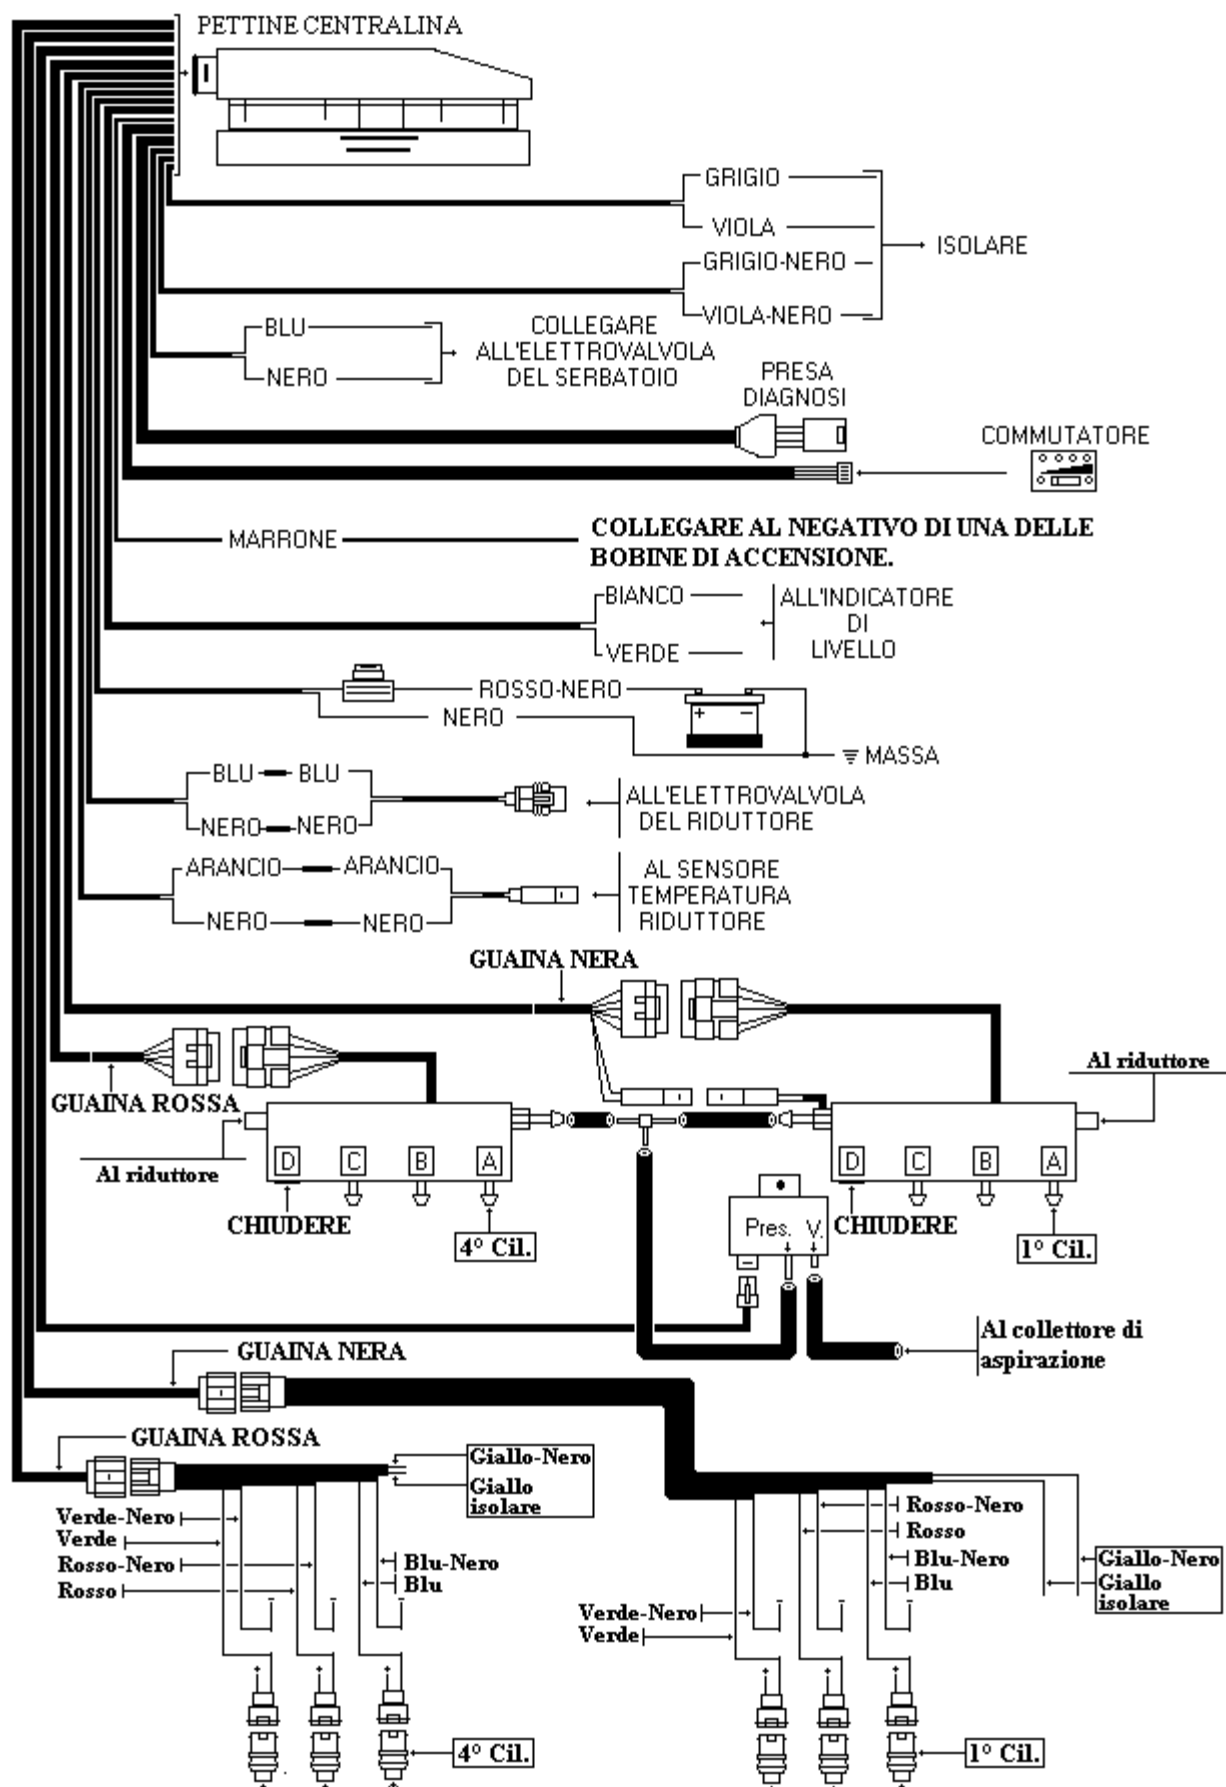 PETTINE CENTRALINA
GRIGIO
VIOLA
ISOLARE
GRIGIO-NERO
VIOLA-NERO
BLU
NERO
COLLEGARE
ALL'ELETTROVALVOLA
DEL SERBATOIO
PRESA
DIAGNOSI
COMMUTATORE
MARRONE
COLLEGARE AL NEGATIVO DI UNA DELLE
BOBINE DI ACCENSIONE.
BIANCO
VERDE
ALL'INDICATORE
DI
LIVELLO
ROSSO-NERO
NERO
+ −
MASSA
BLU BLU
NERO NERO
ALL'ELETTROVALVOLA
DEL RIDUTTORE
ARANCIO ARANCIO
NERO NERO
AL SENSORE
TEMPERATURA
RIDUTTORE
GUAINA NERA
GUAINA ROSSA
Al riduttore
D C B A
Al riduttore
CHIUDERE
4° Cil.
D C B A
CHIUDERE
1° Cil.
Pres. V.
Al collettore di
aspirazione
GUAINA NERA
GUAINA ROSSA
Giallo-Nero
Giallo
isolare
Verde-Nero
Verde
Rosso-Nero
Rosso
Blu-Nero
Blu
Rosso-Nero
Rosso
Blu-Nero
Blu
Giallo-Nero
Giallo
isolare
Verde-Nero
Verde
4° Cil.
1° Cil.